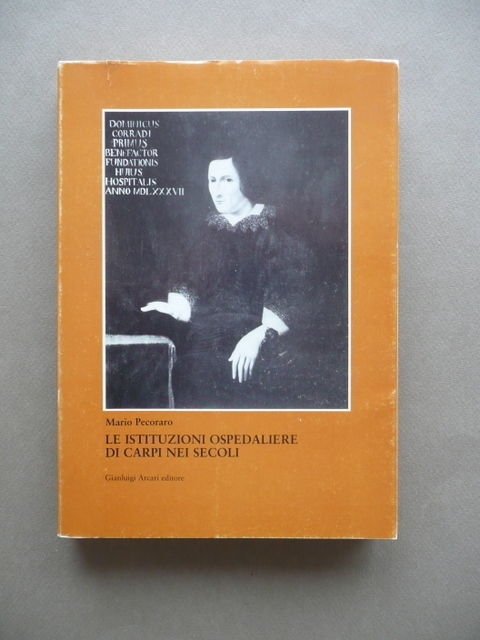 DOMINICUS
CORRADI
PRIMUS
BENEFACTOR
FUNDATIONIS
HUIUS
HOSPITALIS
ANNO MDLXXXVII
Mario Pecoraro
LE ISTITUZIONI OSPEDALIERE
DI CARPI NEI SECOLI
Gianluigi Arcari editore